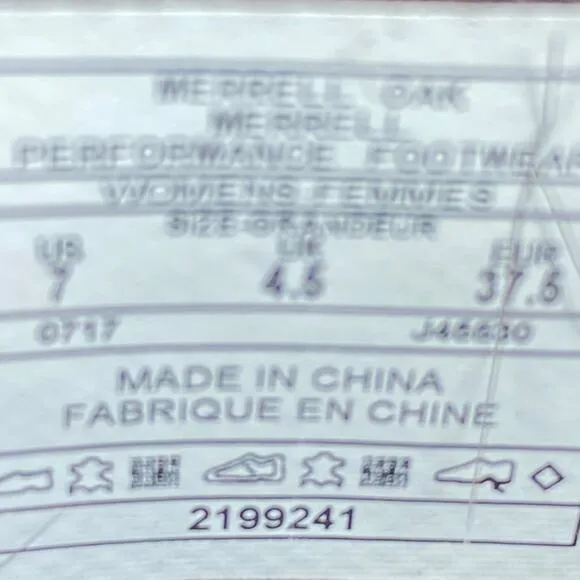 MERRELL OAK
MERRELL
PERFORMANCE FOOTWEAR
WOMENS FEMMES
SIZE-GRANDEUR
US UK EUR
7 4.5 37.5
0717
MADE IN CHINA
FABRIQUE EN CHINE
2199241